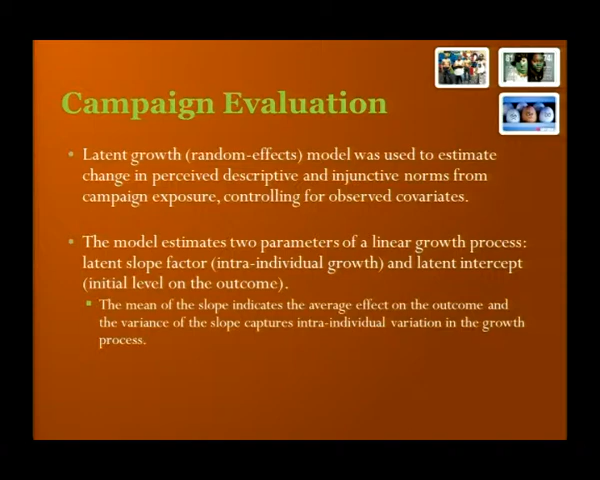 Campaign Evaluation
• Latent growth (random-effects) model was used to estimate
change in perceived descriptive and injunctive norms from
campaign exposure, controlling for observed covariates.
• The model estimates two parameters of a linear growth process:
latent slope factor (intra-individual growth) and latent intercept
(initial level on the outcome).
▪ The mean of the slope indicates the average effect on the outcome and
the variance of the slope captures intra-individual variation in the growth
process.